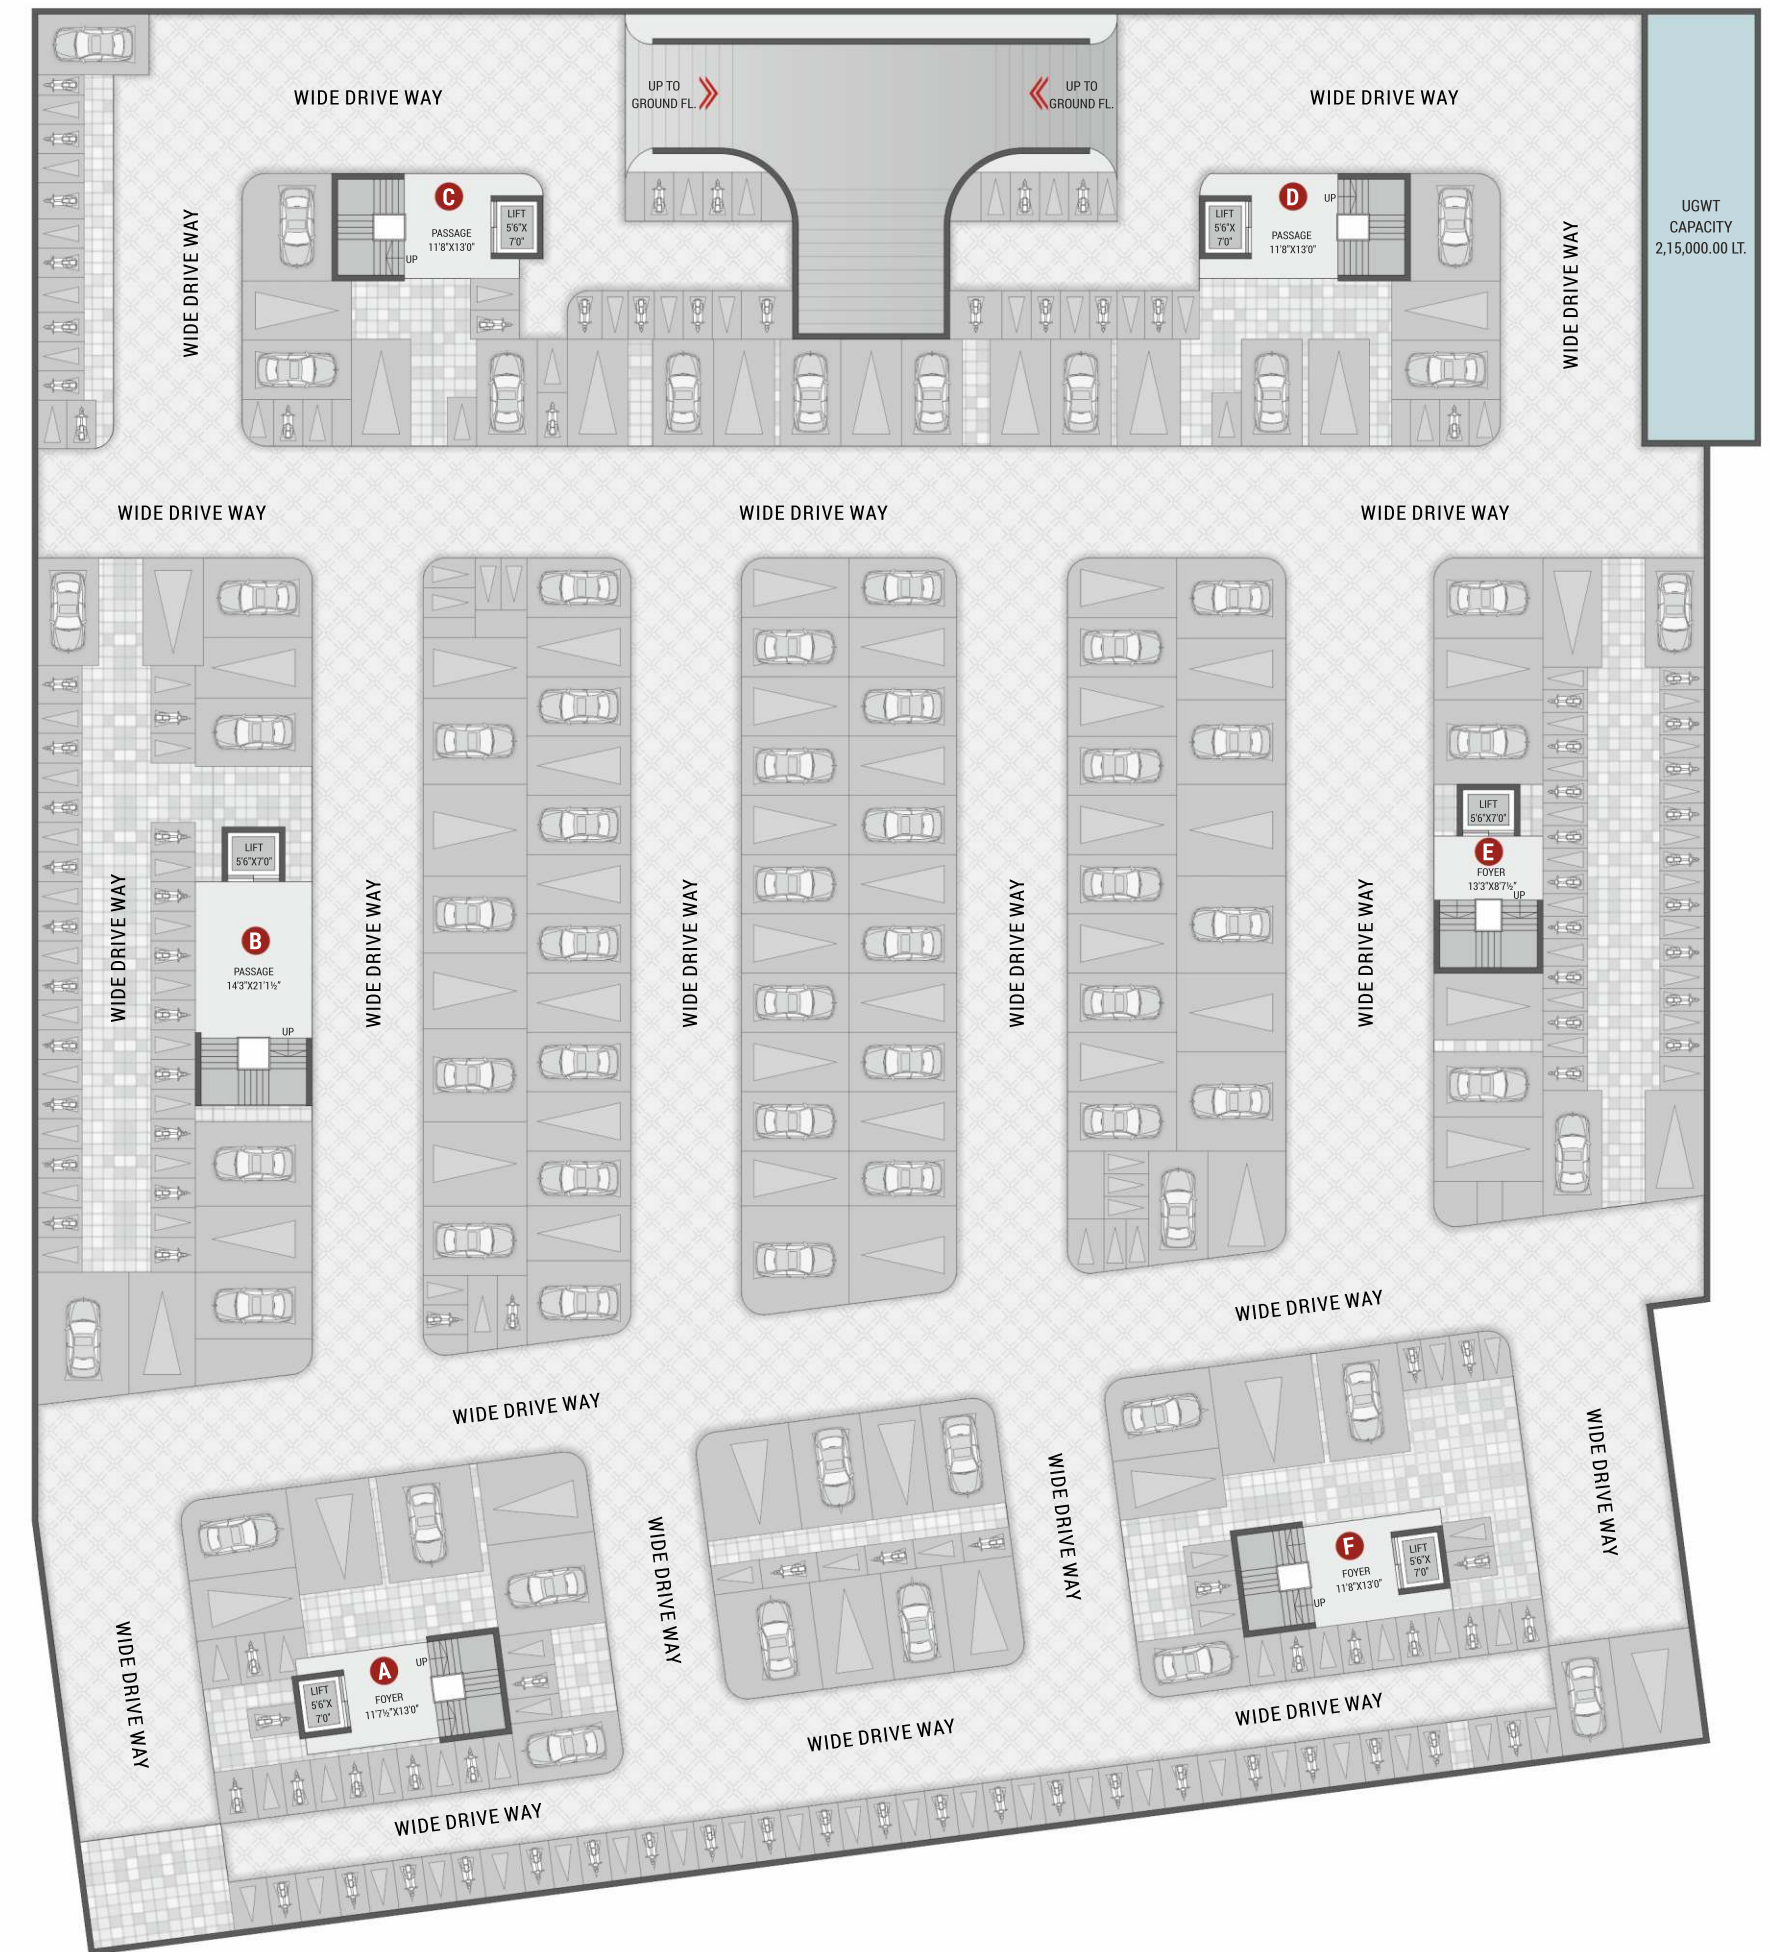 WIDE DRIVE WAY
UP TO
GROUND FL.
UP TO
GROUND FL.
WIDE DRIVE WAY
WIDE DRIVE WAY
C
PASSAGE
11'8"X13'0"
UP
LIFT
5'6"X
7'0"
LIFT
5'6"X
7'0"
D
PASSAGE
11'8"X13'0"
UP
WIDE DRIVE WAY
UGWT
CAPACITY
2,15,000.00 LT.
WIDE DRIVE WAY
WIDE DRIVE WAY
WIDE DRIVE WAY
LIFT
5'6"X7'0"
WIDE DRIVE WAY
B
PASSAGE
14'3"X21'1½"
UP
WIDE DRIVE WAY
WIDE DRIVE WAY
WIDE DRIVE WAY
WIDE DRIVE WAY
LIFT
5'6"X7'0"
E
FOYER
13'3"X8'7½"
UP
WIDE DRIVE WAY
WIDE DRIVE WAY
WIDE DRIVE WAY
WIDE DRIVE WAY
WIDE DRIVE WAY
F
FOYER
11'8"X13'0"
UP
LIFT
5'6"X
7'0"
WIDE DRIVE WAY
LIFT
5'6"X
7'0"
A
FOYER
11'7½"X13'0"
UP
WIDE DRIVE WAY
WIDE DRIVE WAY
WIDE DRIVE WAY
WIDE DRIVE WAY